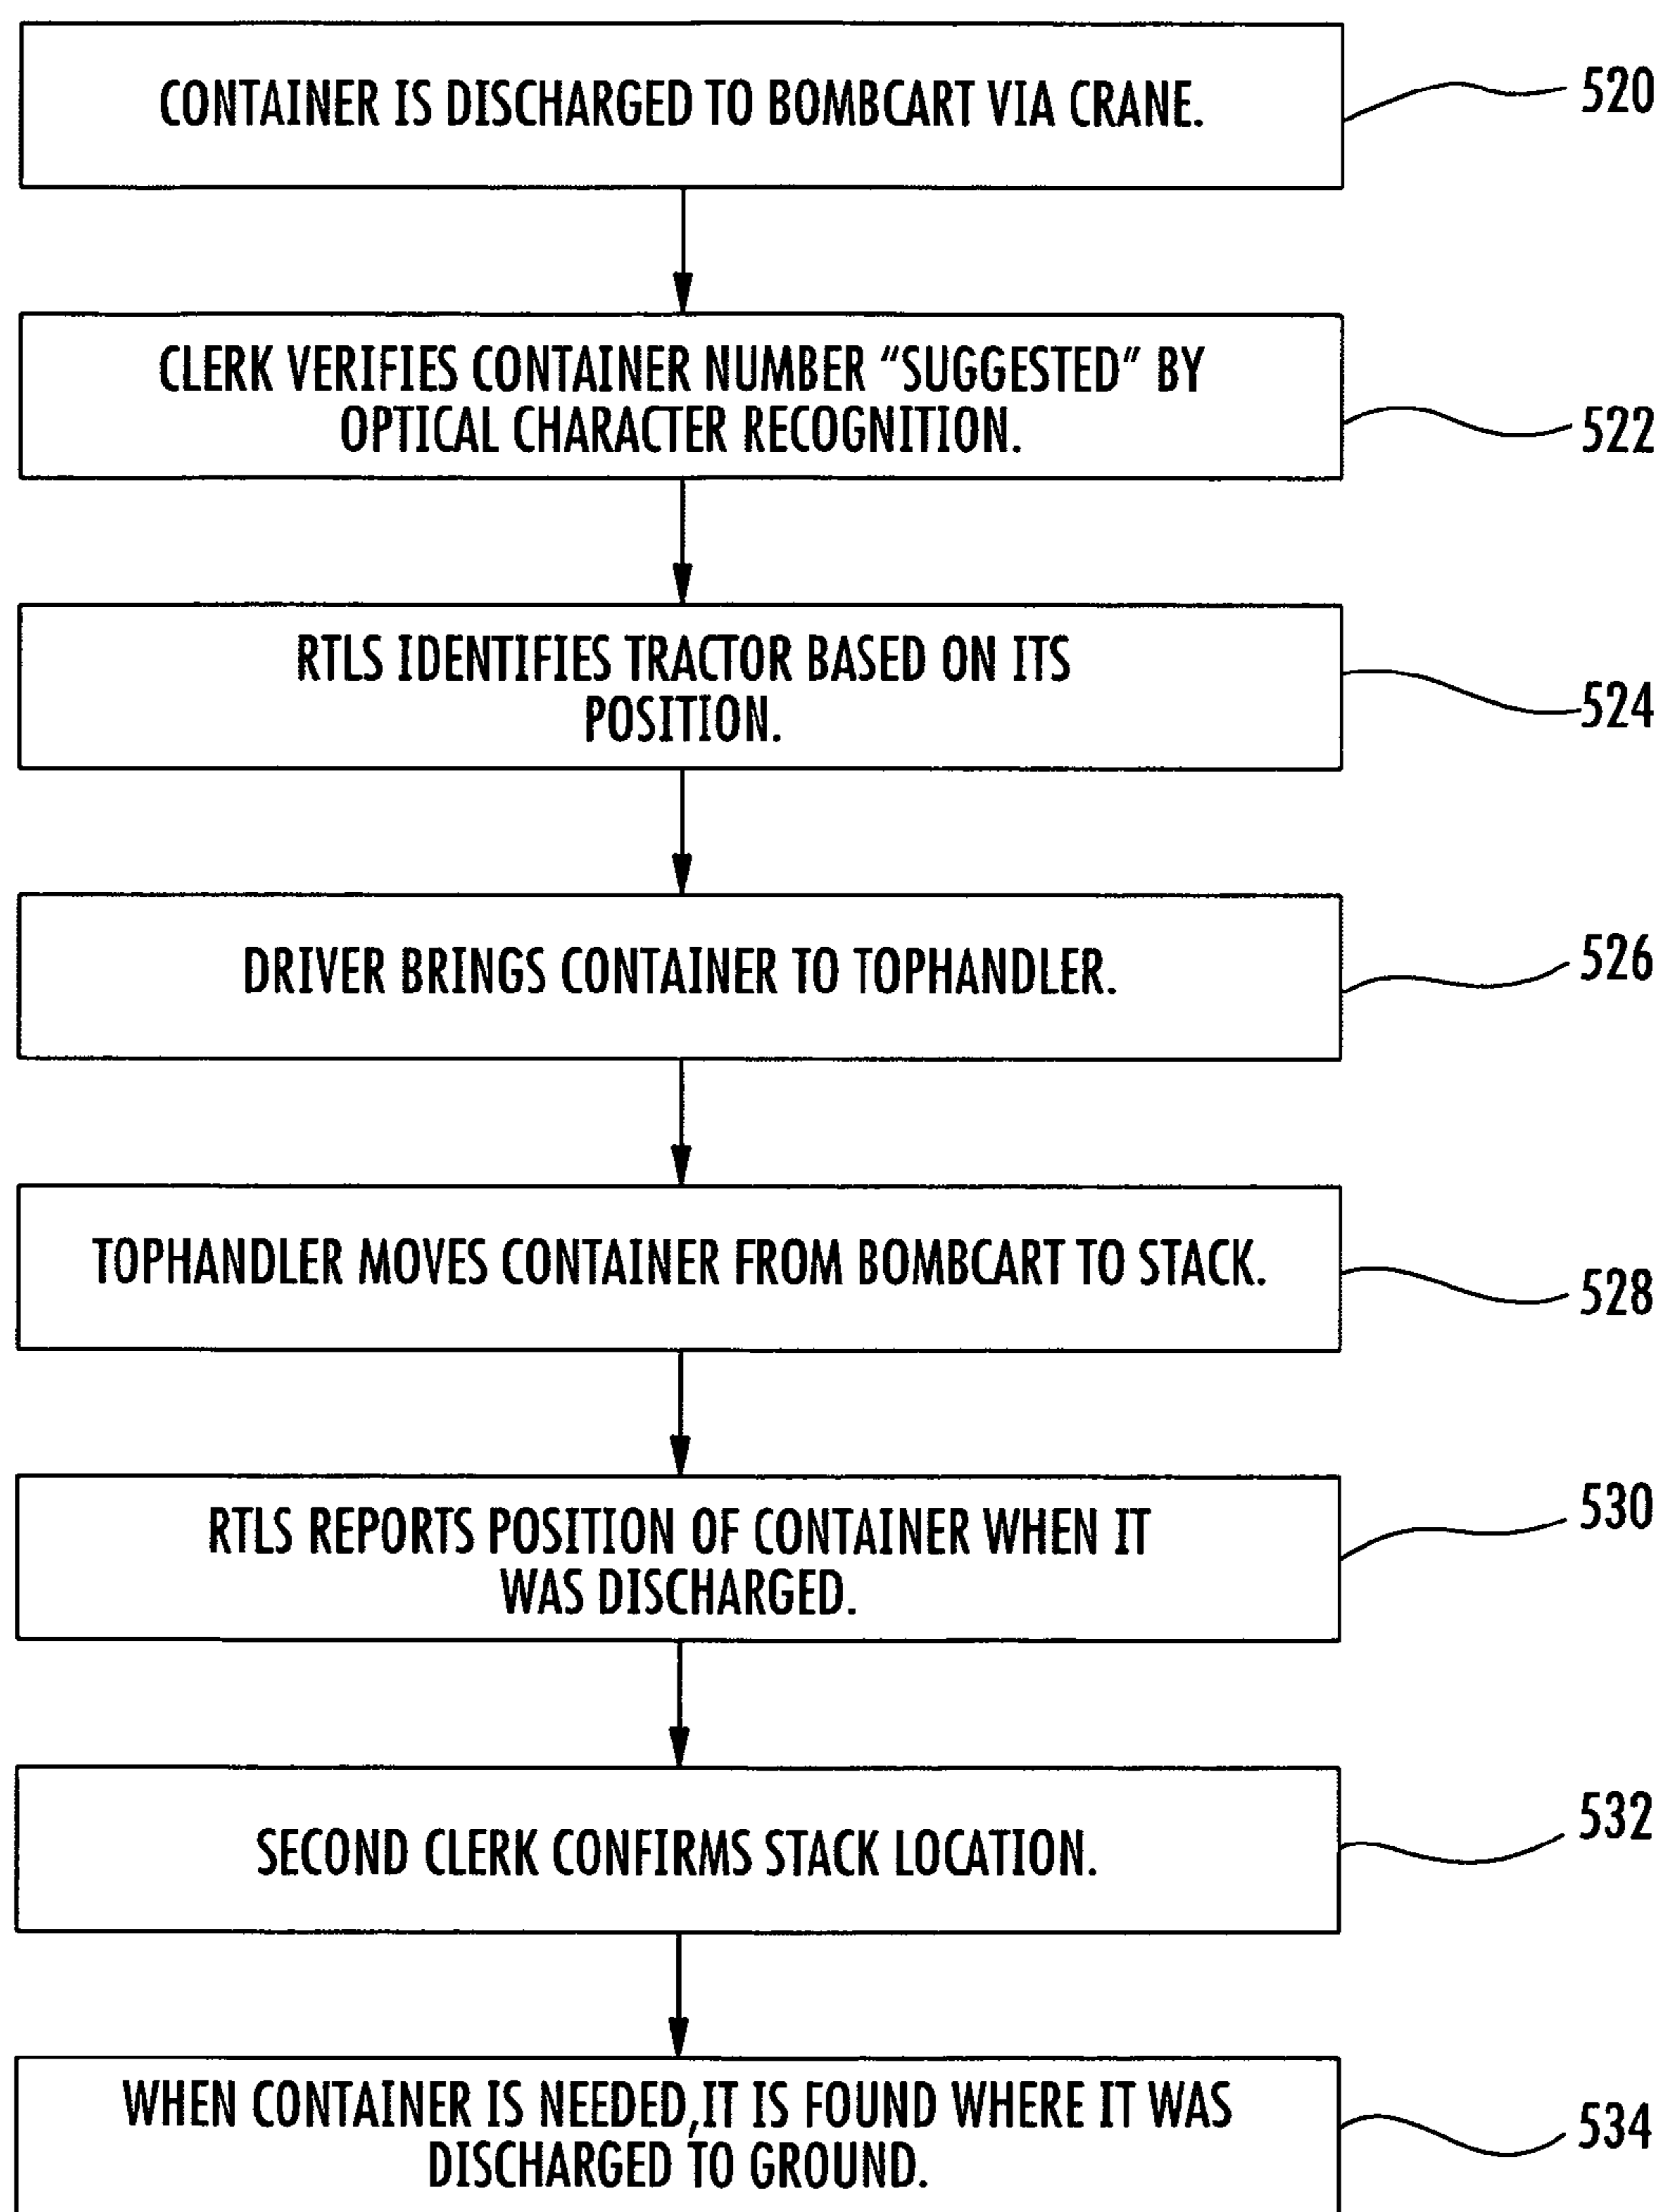 CONTAINER IS DISCHARGED TO BOMBCART VIA CRANE.
520
CLERK VERIFIES CONTAINER NUMBER "SUGGESTED" BY
OPTICAL CHARACTER RECOGNITION.
522
RTLS IDENTIFIES TRACTOR BASED ON ITS
POSITION.
524
DRIVER BRINGS CONTAINER TO TOPHANDLER.
526
TOPHANDLER MOVES CONTAINER FROM BOMBCART TO STACK.
528
RTLS REPORTS POSITION OF CONTAINER WHEN IT
WAS DISCHARGED.
530
SECOND CLERK CONFIRMS STACK LOCATION.
532
WHEN CONTAINER IS NEEDED, IT IS FOUND WHERE IT WAS
DISCHARGED TO GROUND.
534